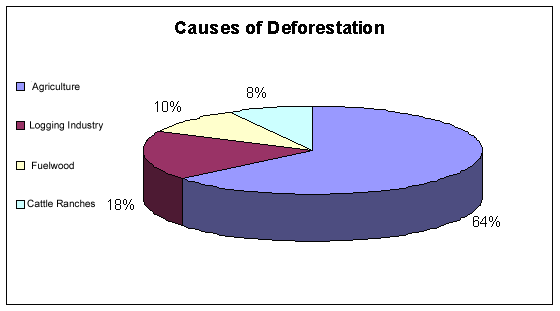 Causes of Deforestation
Agriculture
Logging Industry
Fuelwood
Cattle Ranches
8%
10%
18%
64%